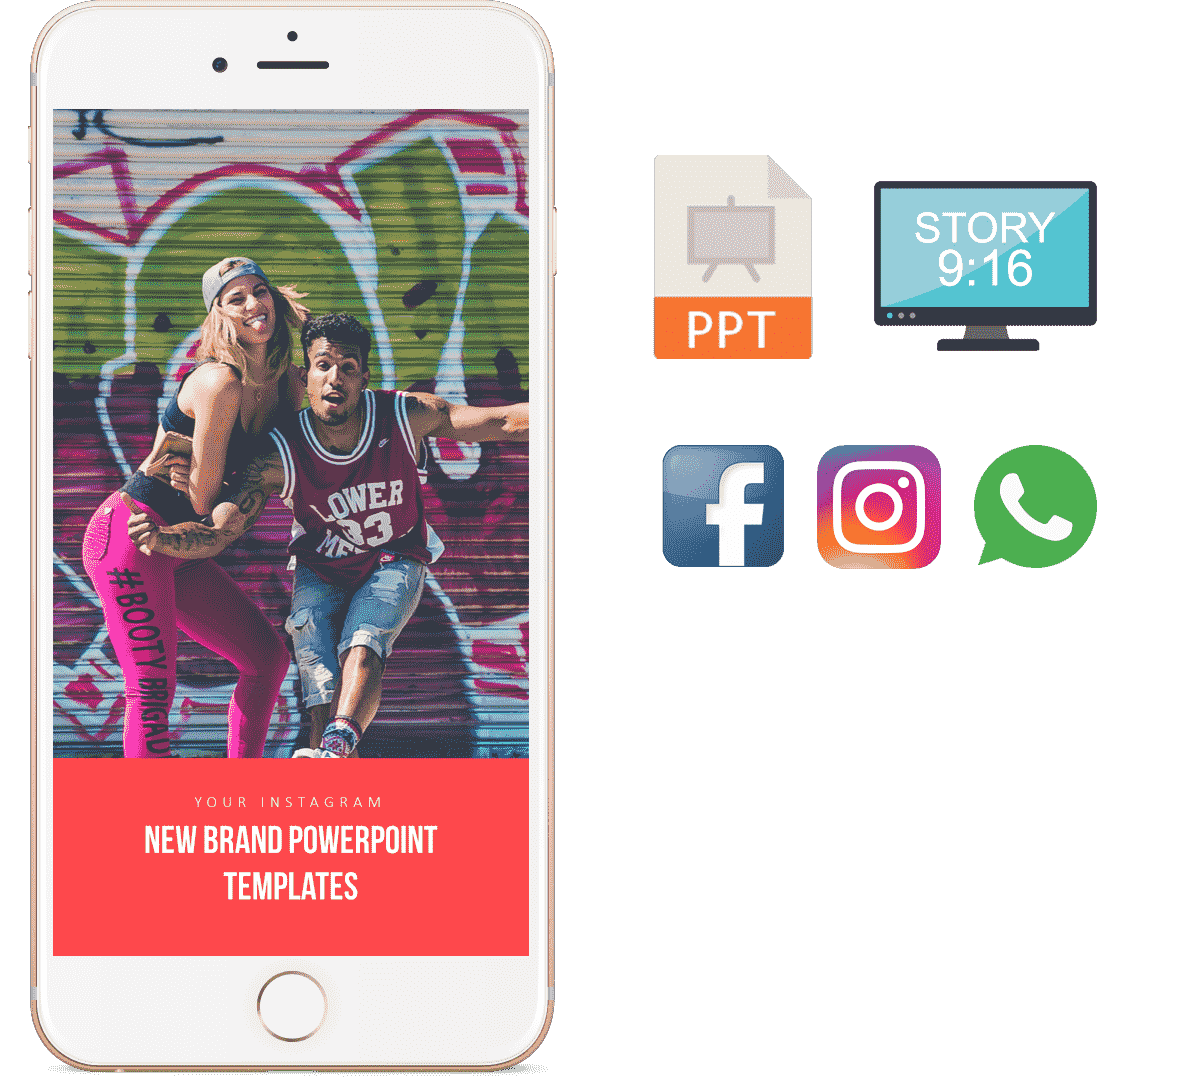 LOWER
33
#BOOTY BRIGAD
YOUR INSTAGRAM
NEW BRAND POWERPOINT
TEMPLATES
PPT
STORY
9:16